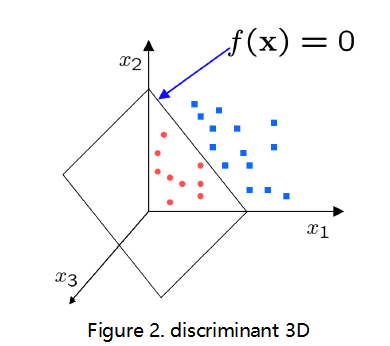 f(x) = 0
x2
x1
x3
Figure 2. discriminant 3D